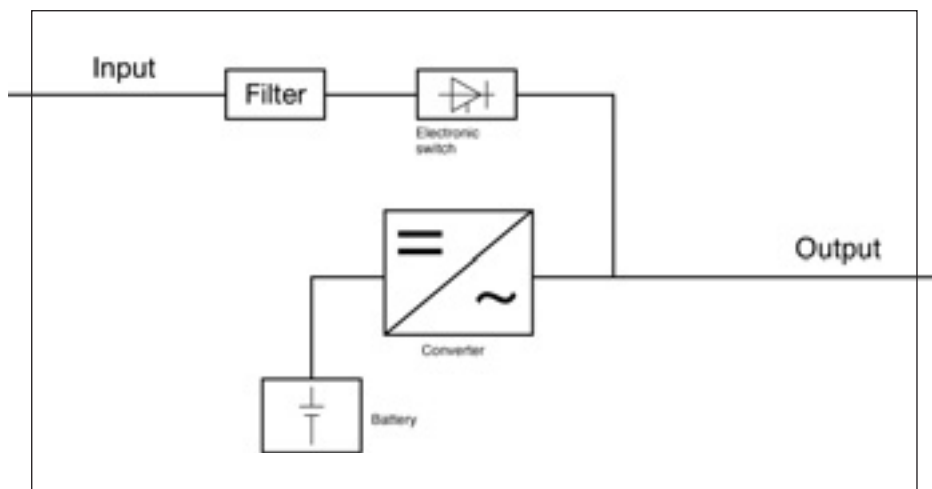 Input
Filter
Electronic
switch
Output
Converter
Battery